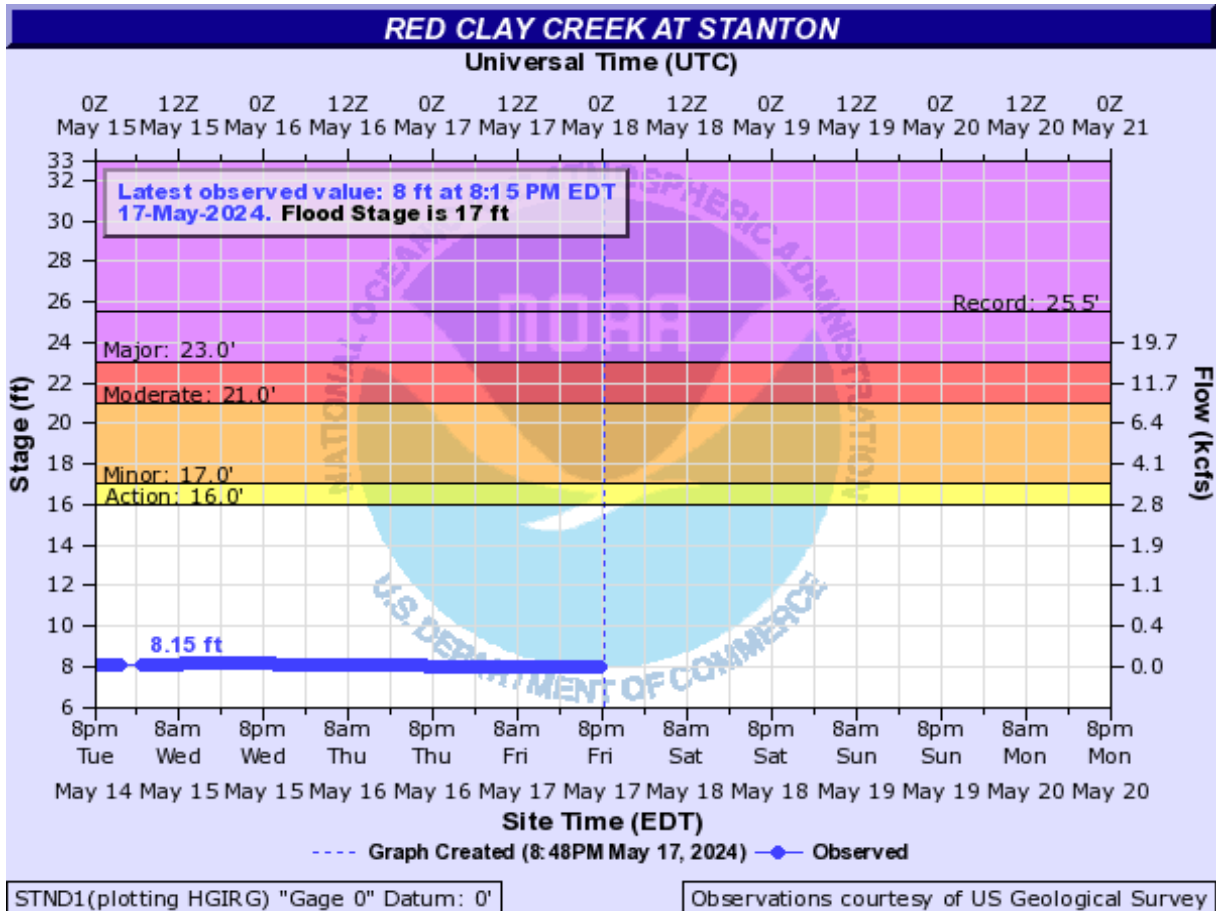 RED CLAY CREEK AT STANTON
Universal Time (UTC)
0Z 12Z 0Z 12Z 0Z 12Z 0Z 12Z 0Z 12Z 0Z 12Z 0Z
May 15 May 15 May 16 May 16 May 17 May 17 May 18 May 18 May 19 May 19 May 20 May 20 May 21
Latest observed value: 8 ft at 8:15 PM EDT
17-May-2024. Flood Stage is 17 ft
33
32
30
28
26
24
22
20
18
16
14
12
10
8
6
Stage (ft)
Record: 25.5'
Major: 23.0'
Moderate: 21.0'
Minor: 17.0'
Action: 16.0'
8.15 ft
NATIONAL OCEANIC AND ATMOSPHERIC ADMINISTRATION
NOAA
U.S. DEPARTMENT OF COMMERCE
19.7
11.7
6.4
4.1
2.8
1.9
1.1
0.4
0.0
Flow (kcfs)
8pm 8am 8pm 8am 8pm 8am 8pm 8am 8pm 8am 8pm 8am 8pm
Tue Wed Wed Thu Thu Fri Fri Sat Sat Sun Sun Mon Mon
May 14 May 15 May 15 May 16 May 16 May 17 May 17 May 18 May 18 May 19 May 19 May 20 May 20
Site Time (EDT)
Graph Created (8:48PM May 17, 2024) Observed
STND1(plotting HGIRG) "Gage 0" Datum: 0'
Observations courtesy of US Geological Survey